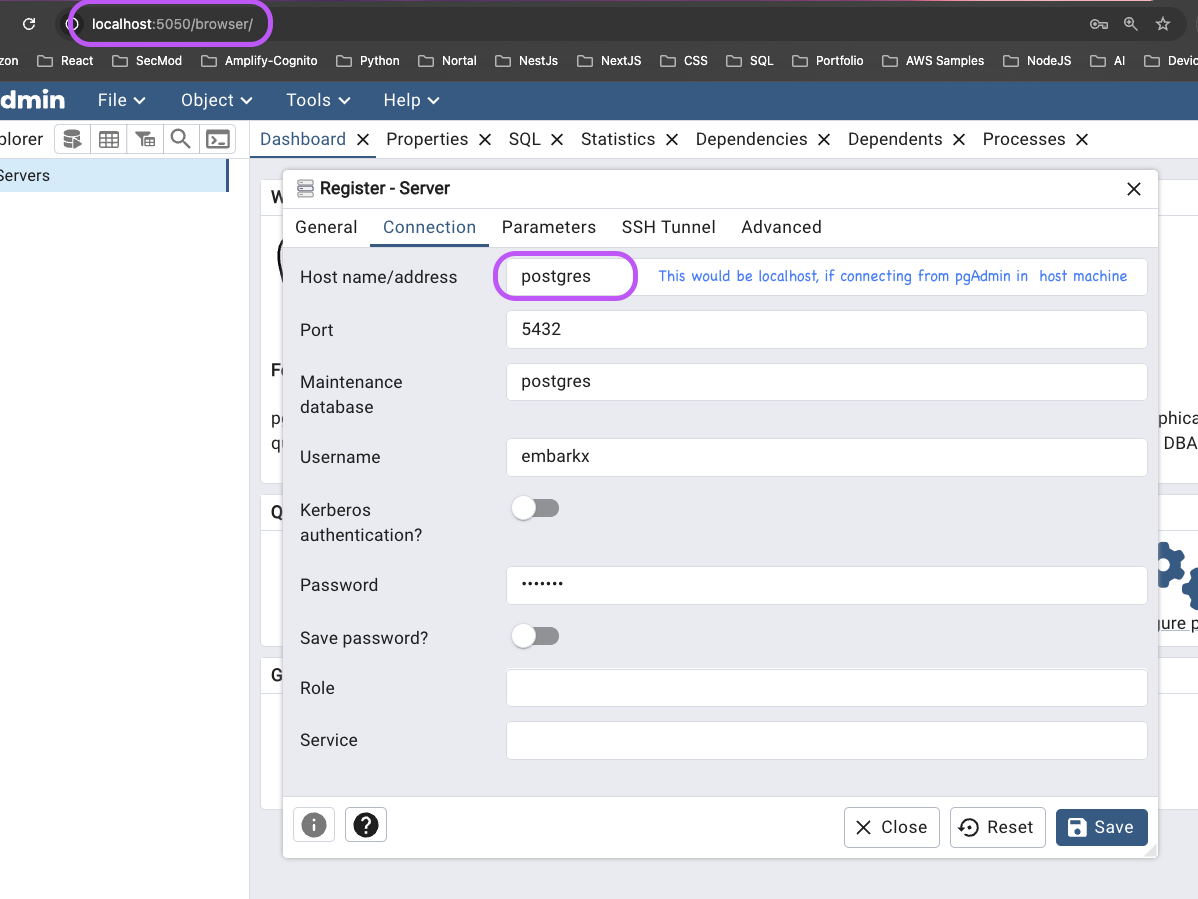 localhost:5050/browser/
zon React SecMod Amplify-Cognito Python Nortal NestJs NextJS CSS SQL Portfolio AWS Samples NodeJS AI Devic
dmin File Object Tools Help
plorer Dashboard Properties SQL Statistics Dependencies Dependents Processes
Servers
Register - Server
General Connection Parameters SSH Tunnel Advanced
Host name/address postgres This would be localhost, if connecting from pgAdmin in host machine
Port 5432
Maintenance
database
postgres
Username embarkx
Kerberos
authentication?
Password •••••••
Save password?
Role
Service
Close Reset Save
W
Fe
pg
qu
phica
DBA
Q
gure p
G